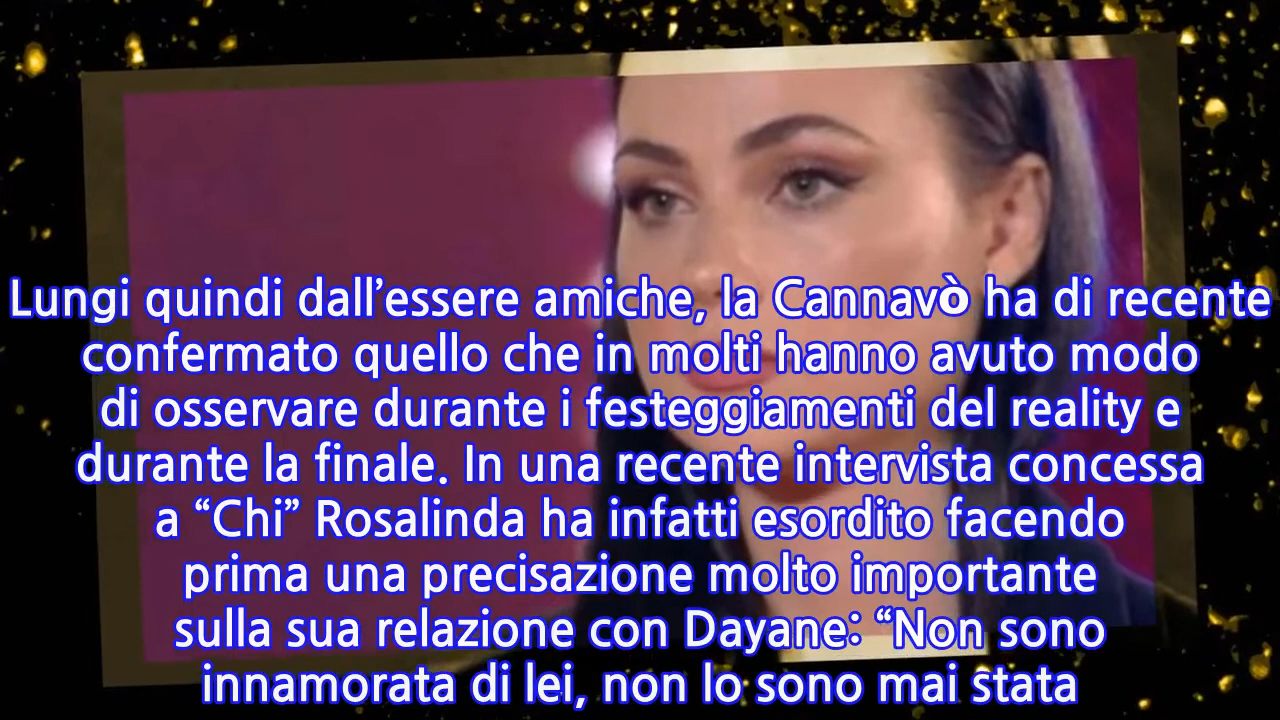 Lungi quindi dall’essere amiche, la Cannavò ha di recente
confermato quello che in molti hanno avuto modo
di osservare durante i festeggiamenti del reality e
durante la finale. In una recente intervista concessa
a “Chi” Rosalinda ha infatti esordito facendo
prima una precisazione molto importante
sulla sua relazione con Dayane: “Non sono
innamorata di lei, non lo sono mai stata